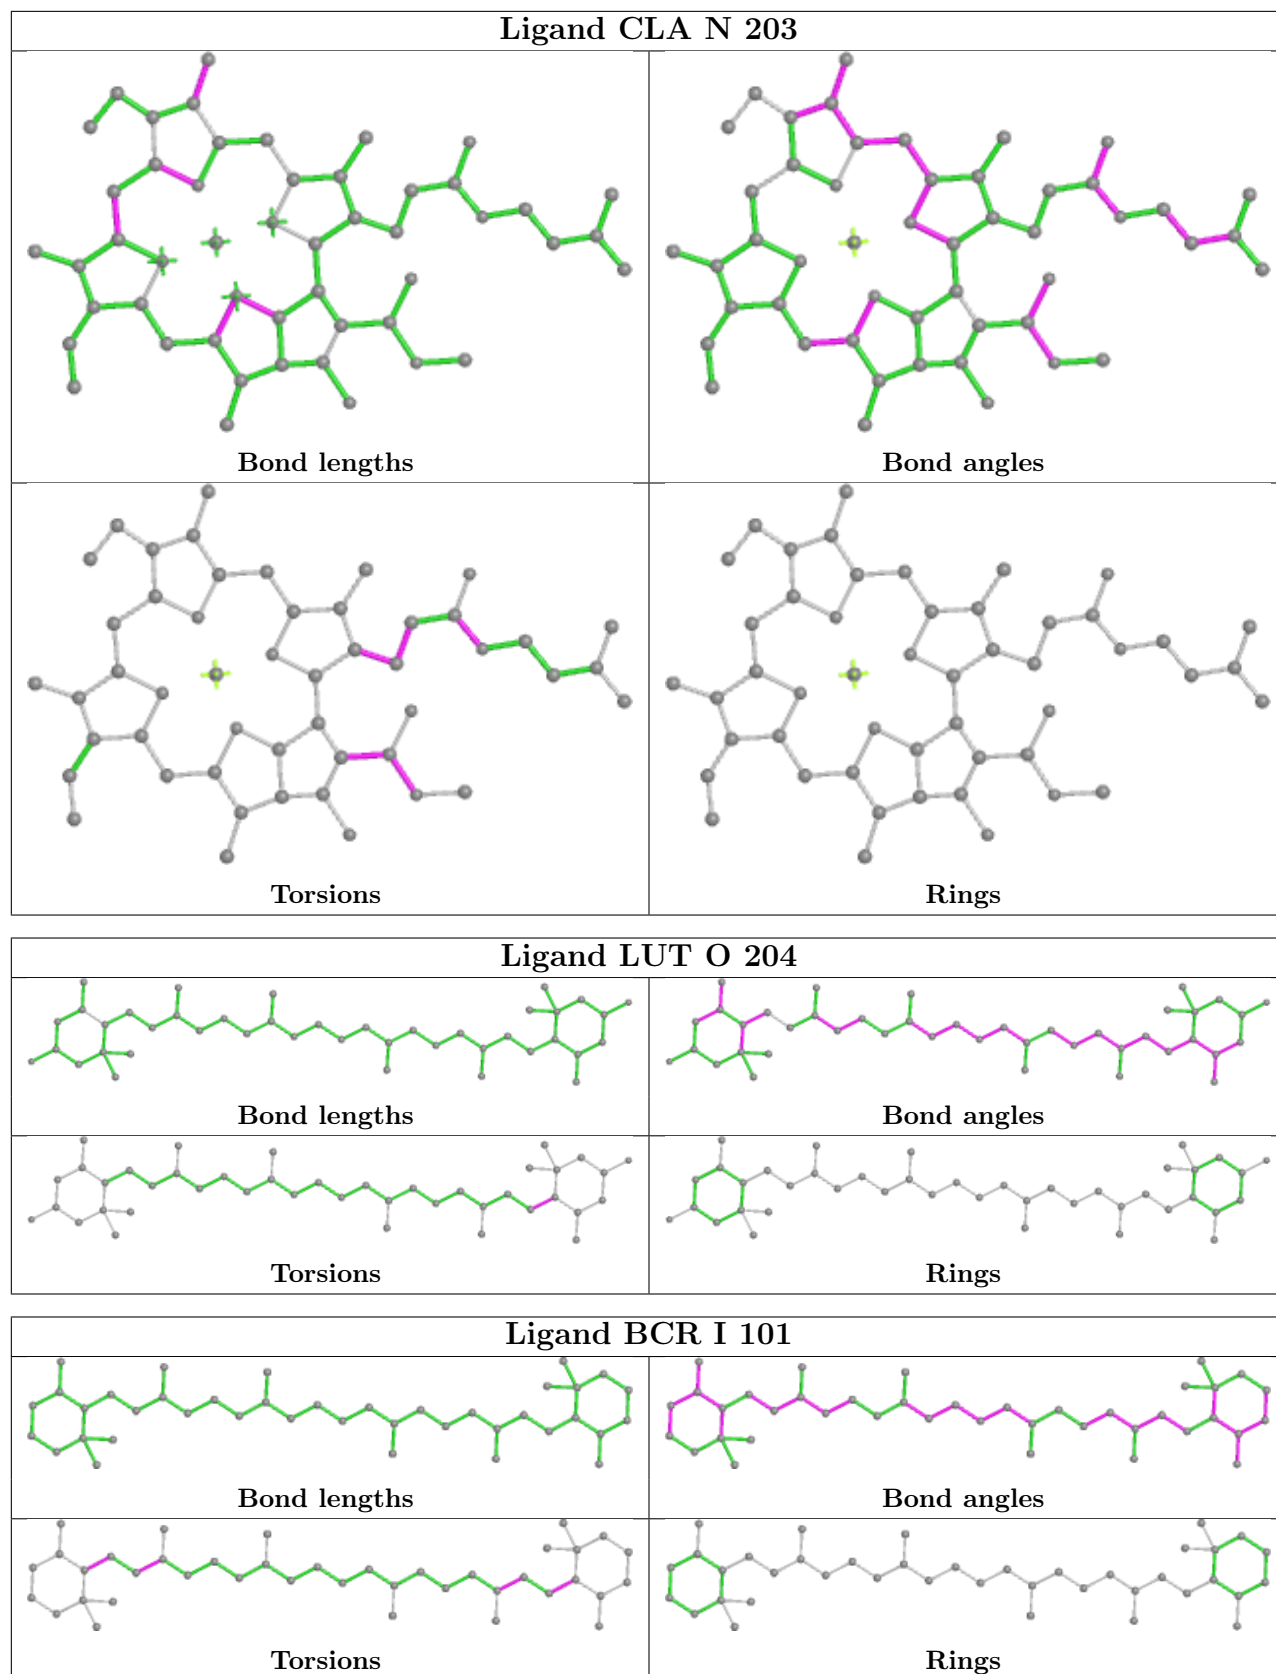 Ligand CLA N 203
Bond lengths
Bond angles
Torsions
Rings
Ligand LUT O 204
Bond lengths
Bond angles
Torsions
Rings
Ligand BCR I 101
Bond lengths
Bond angles
Torsions
Rings